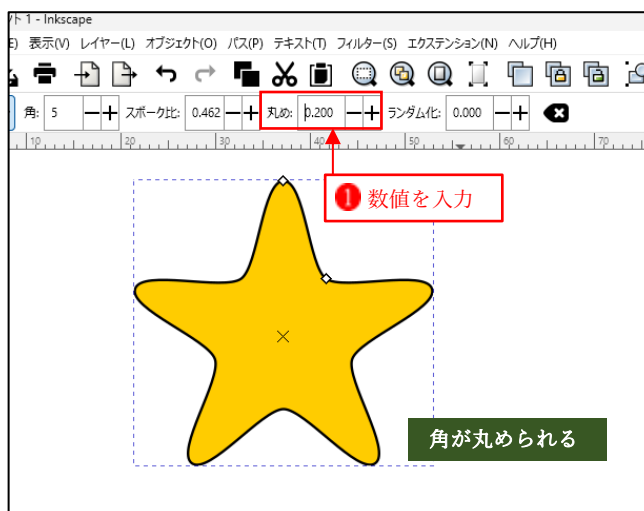 ント 1 - Inkscape
E) 表示(V) レイヤー(L) オブジェクト(O) パス(P) テキスト(T) フィルター(S) エクステンション(N) ヘルプ(H)
角: 5 スポーク比: 0.462 丸め: 0.200 ランダム化: 0.000
10 20 30 40 50 60 70
1 数値を入力
角が丸められる